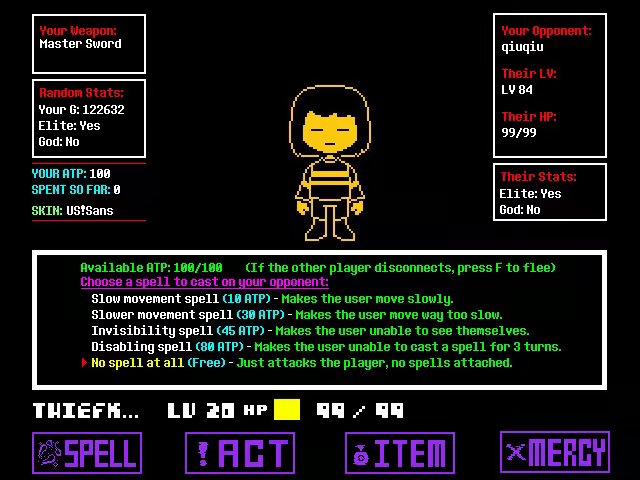 Your Weapon:
Master Sword
Random Stats:
Your G: 122632
Elite: Yes
God: No
YOUR ATP: 100
SPENT SO FAR: 0
SKIN: US!Sans
Your Opponent:
qiuqiu
Their LV:
LV 84
Their HP:
99/99
Their Stats:
Elite: Yes
God: No
Available ATP: 100/100 (If the other player disconnects, press F to flee)
Choose a spell to cast on your opponent:
Slow movement spell (10 ATP) - Makes the user move slowly.
Slower movement spell (30 ATP) - Makes the user move way too slow.
Invisibility spell (45 ATP) - Makes the user unable to see themselves.
Disabling spell (80 ATP) - Makes the user unable to cast a spell for 3 turns.
No spell at all (Free) - Just attacks the player, no spells attached.
THIEFK... LV 20 HP 99 / 99
SPELL ACT ITEM MERCY